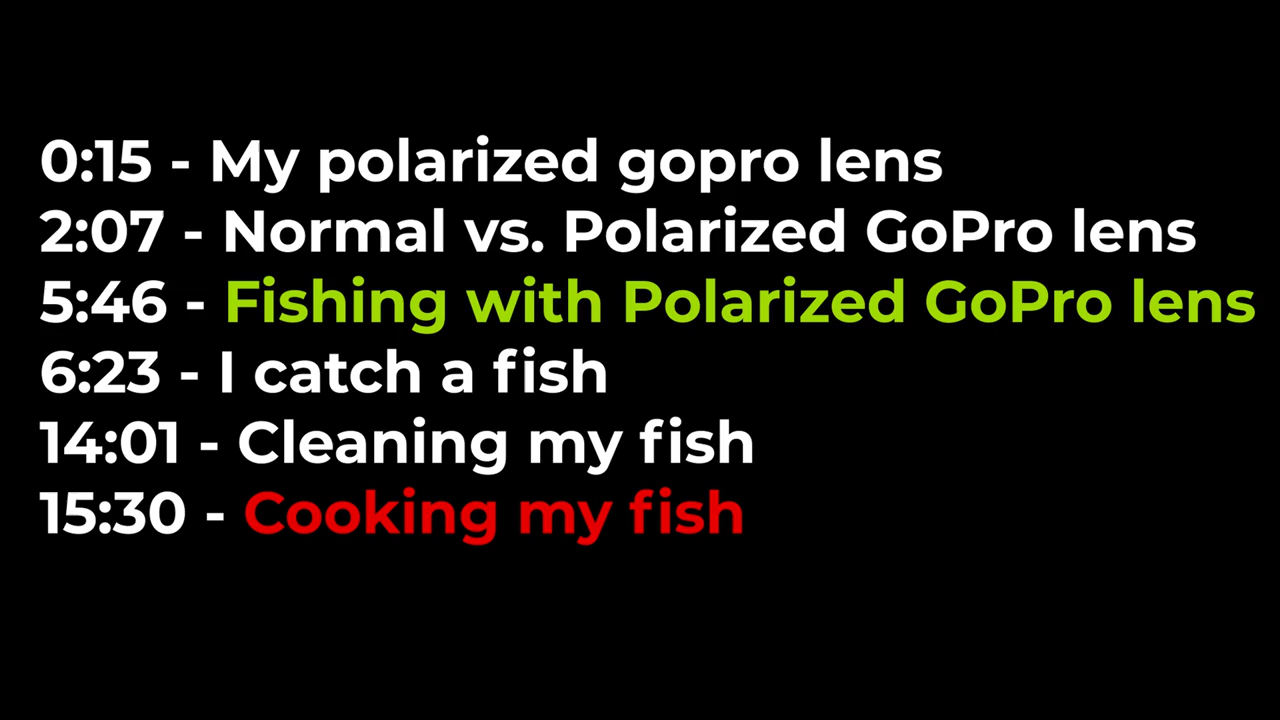 0:15 - My polarized gopro lens
2:07 - Normal vs. Polarized GoPro lens
5:46 - Fishing with Polarized GoPro lens
6:23 - I catch a fish
14:01 - Cleaning my fish
15:30 - Cooking my fish